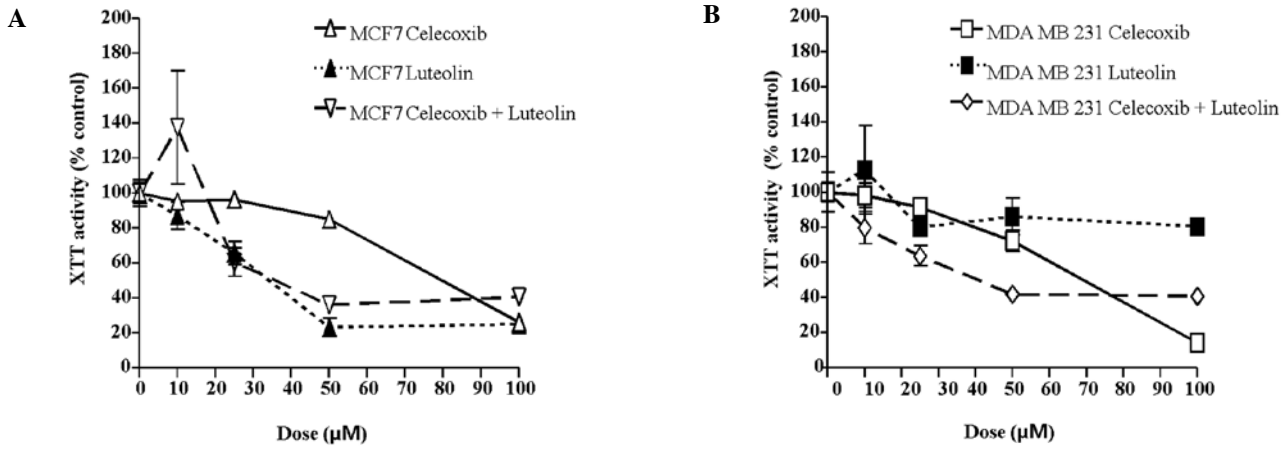 A
XTT activity (% control)
200
180
160
140
120
100
80
60
40
20
0
MCF7 Celecoxib
MCF7 Luteolin
MCF7 Celecoxib + Luteolin
0 10 20 30 40 50 60 70 80 90 100
Dose (µM)
B
XTT activity (% control)
200
180
160
140
120
100
80
60
40
20
0
MDA MB 231 Celecoxib
MDA MB 231 Luteolin
MDA MB 231 Celecoxib + Luteolin
0 10 20 30 40 50 60 70 80 90 100
Dose (µM)